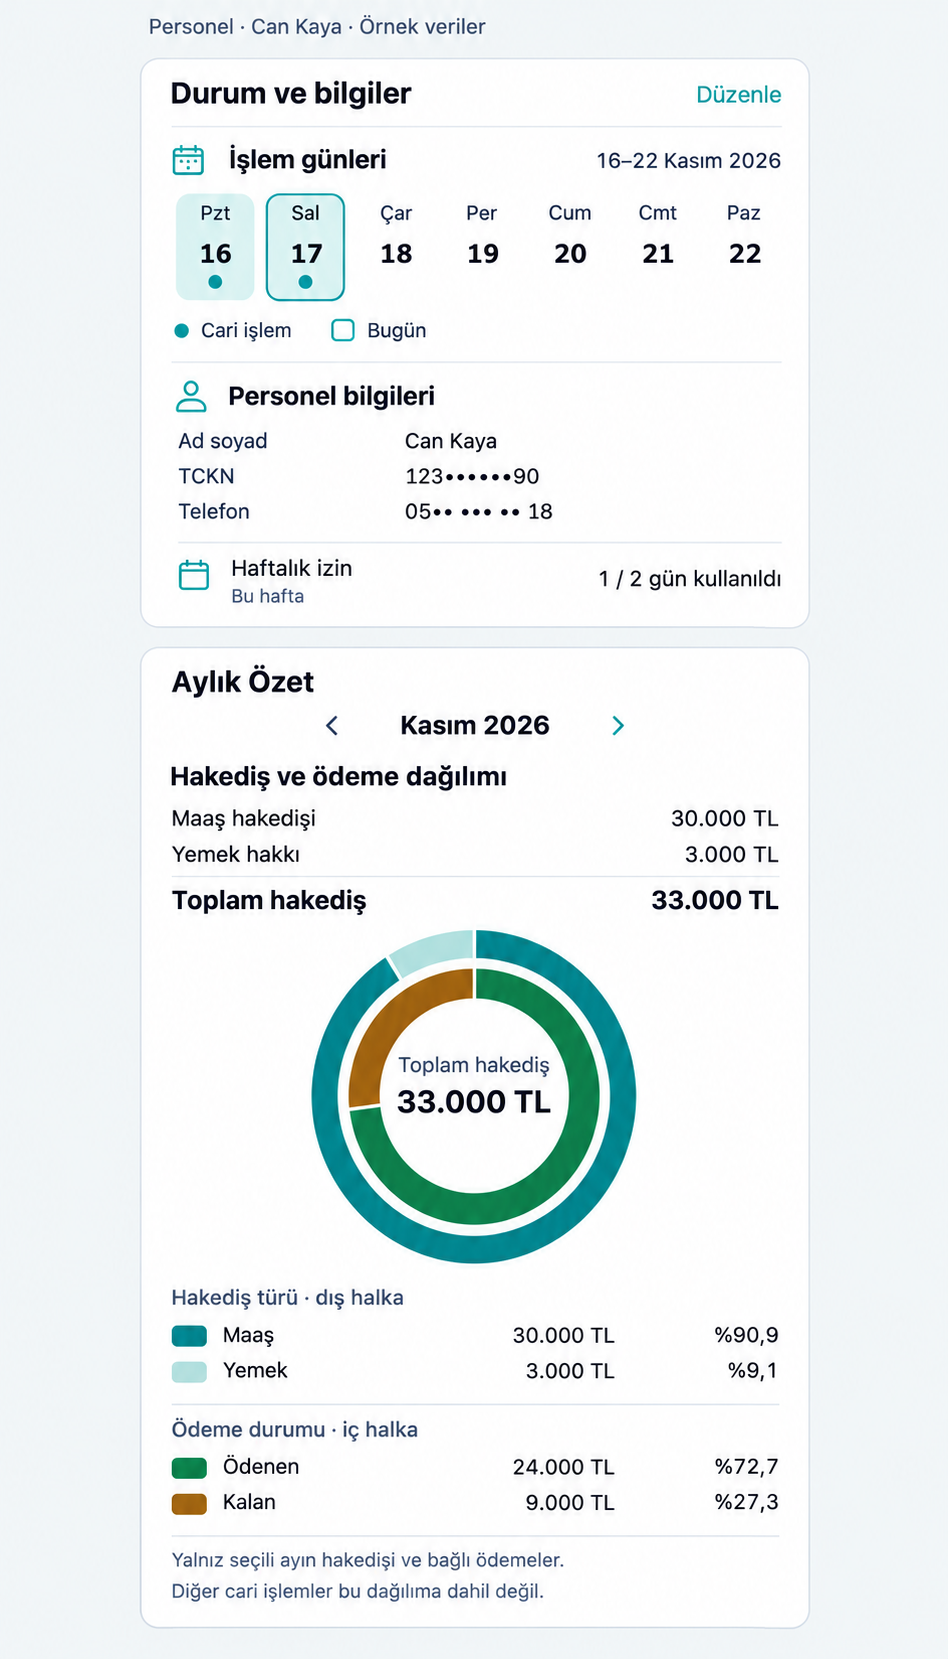 Personel · Can Kaya · Örnek veriler
Durum ve bilgiler Düzenle
İşlem günleri 16–22 Kasım 2026
Pzt Sal Çar Per Cum Cmt Paz
16 17 18 19 20 21 22
Cari işlem Bugün
Personel bilgileri
Ad soyad Can Kaya
TCKN 123••••••90
Telefon 05•• ••• •• 18
Haftalık izin 1 / 2 gün kullanıldı
Bu hafta
Aylık Özet
Kasım 2026
Hakediş ve ödeme dağılımı
Maaş hakedişi 30.000 TL
Yemek hakkı 3.000 TL
Toplam hakediş 33.000 TL
Toplam hakediş
33.000 TL
Hakediş türü · dış halka
Maaş 30.000 TL %90,9
Yemek 3.000 TL %9,1
Ödeme durumu · iç halka
Ödenen 24.000 TL %72,7
Kalan 9.000 TL %27,3
Yalnız seçili ayın hakedişi ve bağlı ödemeler.
Diğer cari işlemler bu dağılıma dahil değil.